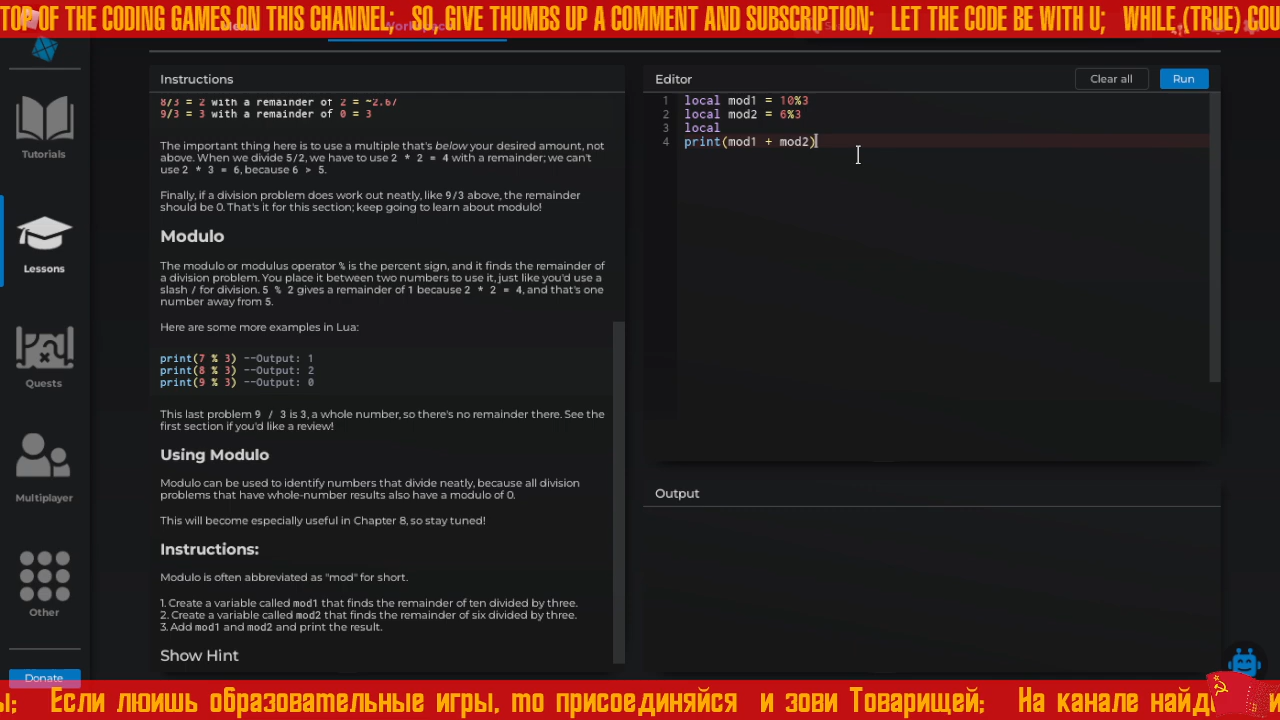 TOP OF THE CODING GAMES ON THIS CHANNEL;   SO, GIVE THUMBS UP A COMMENT AND SUBSCRIPTION;   LET THE CODE BE WITH U;   WHILE (TRUE) COU
Tutorials
Lessons
Quests
Multiplayer
Other
Donate
Instructions
8/3 = 2 with a remainder of 2 = ~2.67
9/3 = 3 with a remainder of 0 = 3
The important thing here is to use a multiple that's below your desired amount, not
above. When we divide 5/2, we have to use 2 * 2 = 4 with a remainder; we can't
use 2 * 3 = 6, because 6 > 5.
Finally, if a division problem does work out neatly, like 9/3 above, the remainder
should be 0. That's it for this section; keep going to learn about modulo!
Modulo
The modulo or modulus operator % is the percent sign, and it finds the remainder of
a division problem. You place it between two numbers to use it, just like you'd use a
slash / for division. 5 % 2 gives a remainder of 1 because 2 * 2 = 4, and that's one
number away from 5.
Here are some more examples in Lua:
print(7 % 3) --Output: 1
print(8 % 3) --Output: 2
print(9 % 3) --Output: 0
This last problem 9 / 3 is 3, a whole number, so there's no remainder there. See the
first section if you'd like a review!
Using Modulo
Modulo can be used to identify numbers that divide neatly, because all division
problems that have whole-number results also have a modulo of 0.
This will become especially useful in Chapter 8, so stay tuned!
Instructions:
Modulo is often abbreviated as "mod" for short.
1. Create a variable called mod1 that finds the remainder of ten divided by three.
2. Create a variable called mod2 that finds the remainder of six divided by three.
3. Add mod1 and mod2 and print the result.
Show Hint
Editor
Clear all
Run
1 local mod1 = 10%3
2 local mod2 = 6%3
3 local
4 print(mod1 + mod2)
Output
ы;   Если люишь образовательные игры, то присоединяйся  и зови Товарищей;   На канале найд